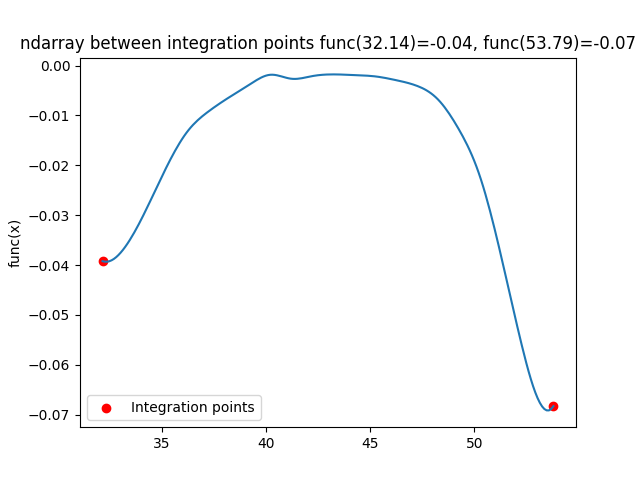 ndarray between integration points func(32.14)=-0.04, func(53.79)=-0.07
0.00
−0.01
−0.02
−0.03
−0.04
−0.05
−0.06
−0.07
func(x)
Integration points
35 40 45 50